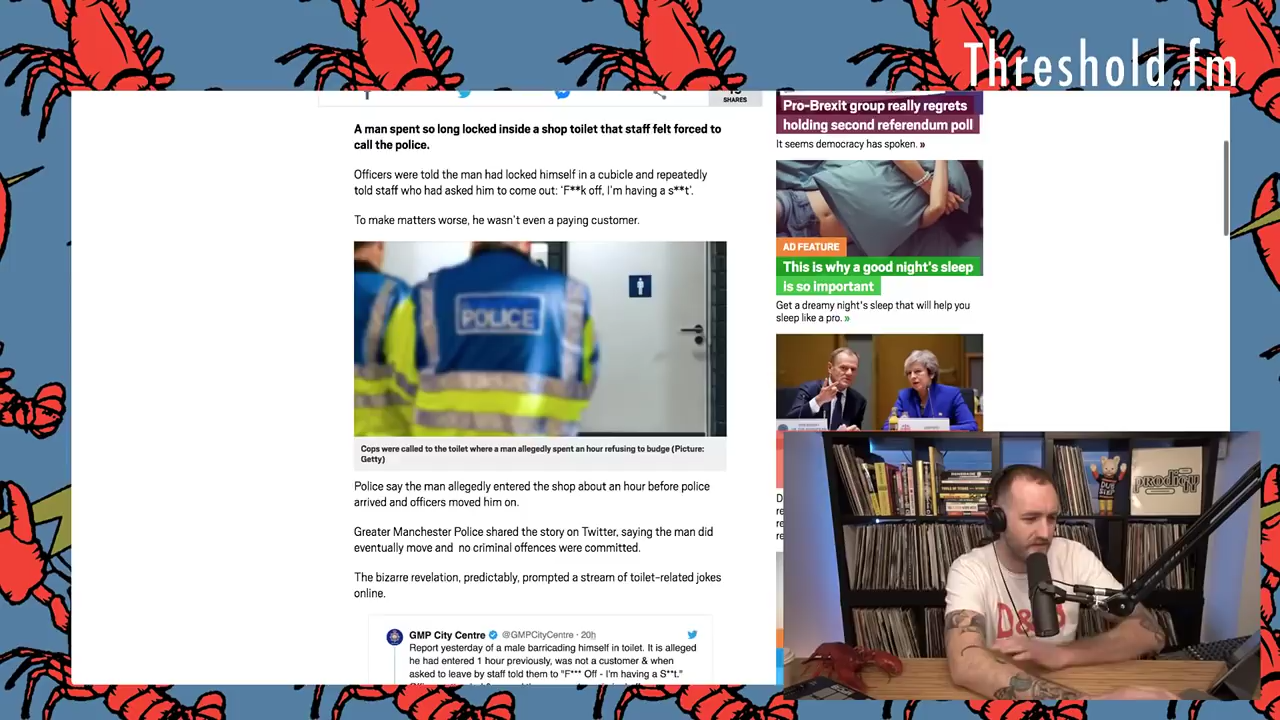 Threshold.fm
SHARES
A man spent so long locked inside a shop toilet that staff felt forced to
call the police.
Officers were told the man had locked himself in a cubicle and repeatedly
told staff who had asked him to come out: ‘F**k off, I’m having a s**t’.
To make matters worse, he wasn’t even a paying customer.
POLICE
Cops were called to the toilet where a man allegedly spent an hour refusing to budge (Picture:
Getty)
Police say the man allegedly entered the shop about an hour before police
arrived and officers moved him on.
Greater Manchester Police shared the story on Twitter, saying the man did
eventually move and no criminal offences were committed.
The bizarre revelation, predictably, prompted a stream of toilet-related jokes
online.
GMP City Centre @GMPCityCentre · 20h
Report yesterday of a male barricading himself in toilet. It is alleged
he had entered 1 hour previously, was not a customer & when
asked to leave by staff told them to "F*** Off - I'm having a S**t."
Pro-Brexit group really regrets
holding second referendum poll
It seems democracy has spoken. »
AD FEATURE
This is why a good night's sleep
is so important
Get a dreamy night's sleep that will help you
sleep like a pro. »
PRODIGY